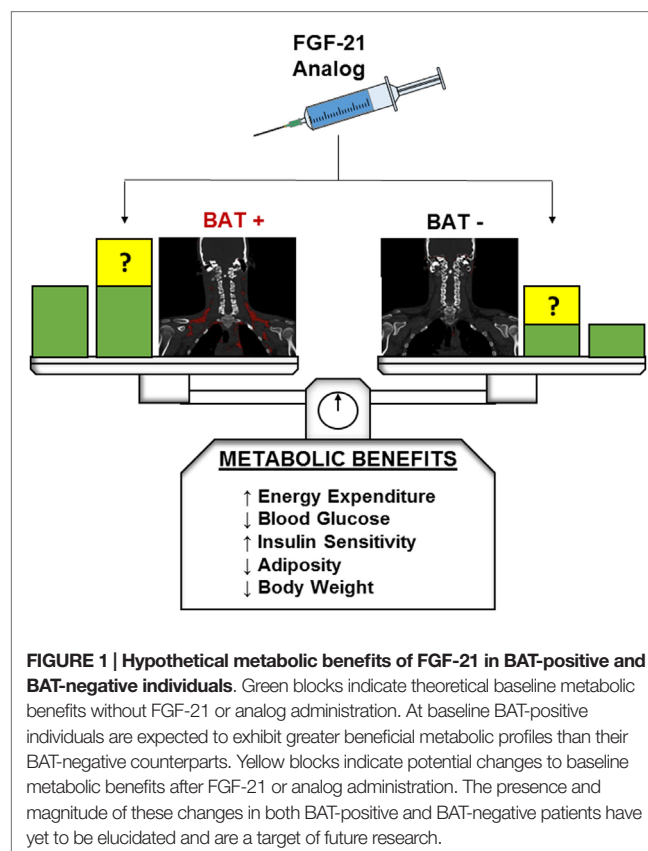 FGF-21
Analog
BAT +
BAT -
?
?
METABOLIC BENEFITS
↑ Energy Expenditure
↓ Blood Glucose
↑ Insulin Sensitivity
↓ Adiposity
↓ Body Weight
FIGURE 1 | Hypothetical metabolic benefits of FGF-21 in BAT-positive and
BAT-negative individuals. Green blocks indicate theoretical baseline metabolic
benefits without FGF-21 or analog administration. At baseline BAT-positive
individuals are expected to exhibit greater beneficial metabolic profiles than their
BAT-negative counterparts. Yellow blocks indicate potential changes to baseline
metabolic benefits after FGF-21 or analog administration. The presence and
magnitude of these changes in both BAT-positive and BAT-negative patients have
yet to be elucidated and are a target of future research.